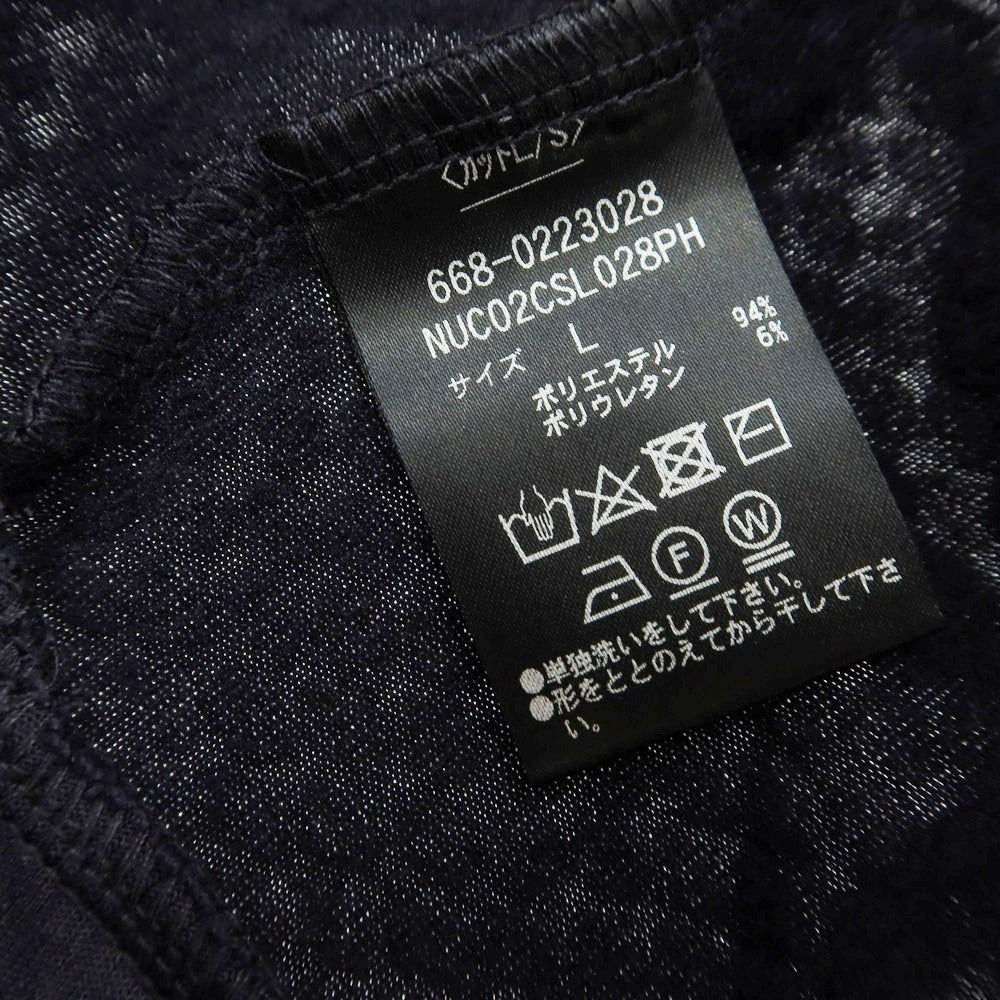 〈カットL/S〉
668-0223028
NUC02CSL028PH
サイズ L
ポリエステル 94%
ポリウレタン 6%
F W
●単独洗いをして下さい。
●形をととのえてから干して下さ
い。